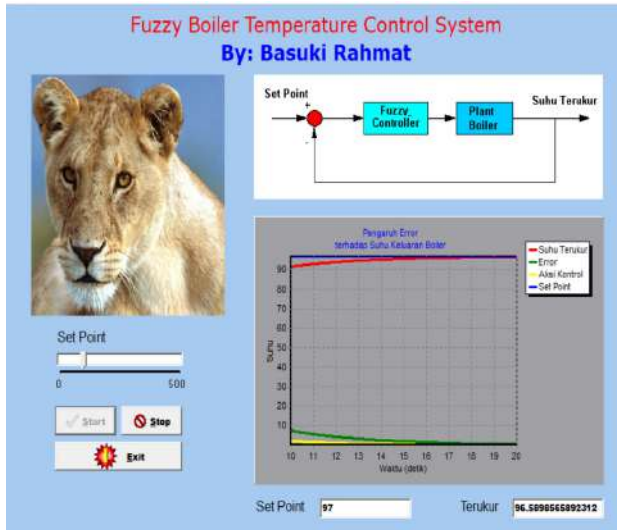 Fuzzy Boiler Temperature Control System
By: Basuki Rahmat
Set Point
+
-
Fuzzy
Controller
Plant
Boiler
Suhu Terukur
Pengaruh Error
terhadap Suhu Keluaran Boiler
Suhu Terukur
Error
Aksi Kontrol
Set Point
90
80
70
60
50
40
30
20
10
Suhu
10 11 12 13 14 15 16 17 18 19 20
Waktu (detik)
Set Point
0 500
Start
Stop
Exit
Set Point 97
Terukur 96.5898565892312